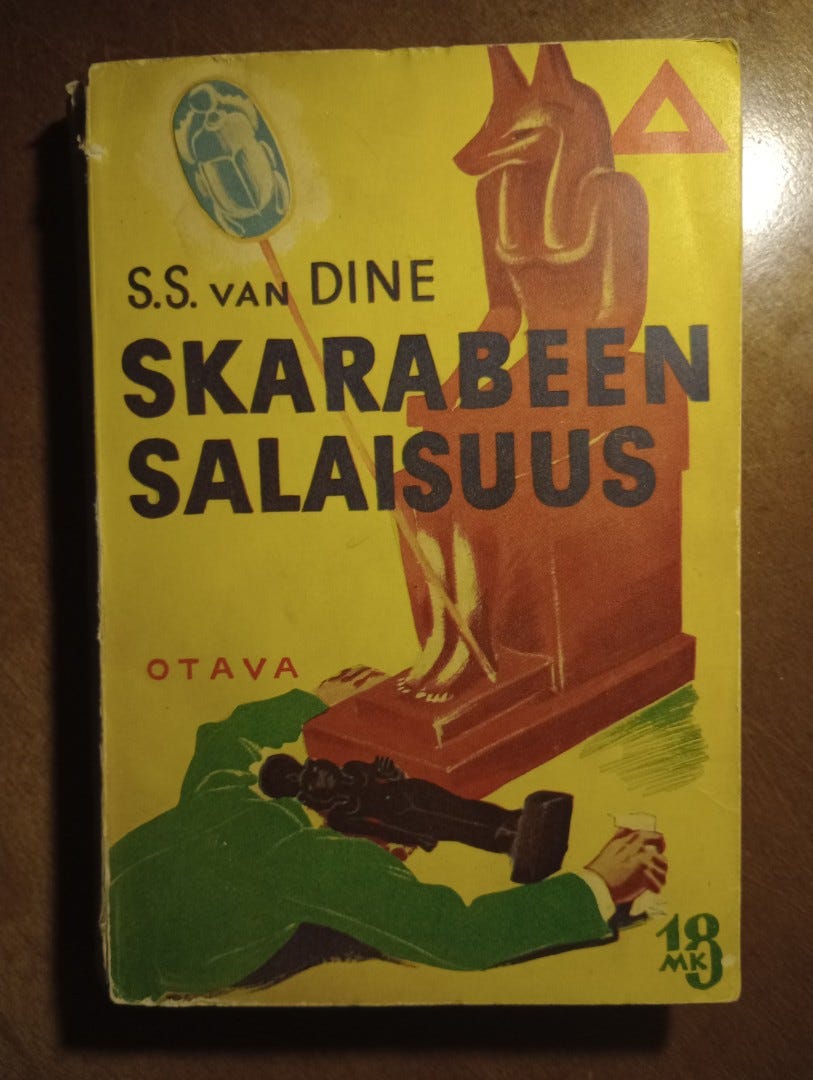 S.S. VAN DINE
SKARABEEN
SALAISUUS
OTAVA
18
MK